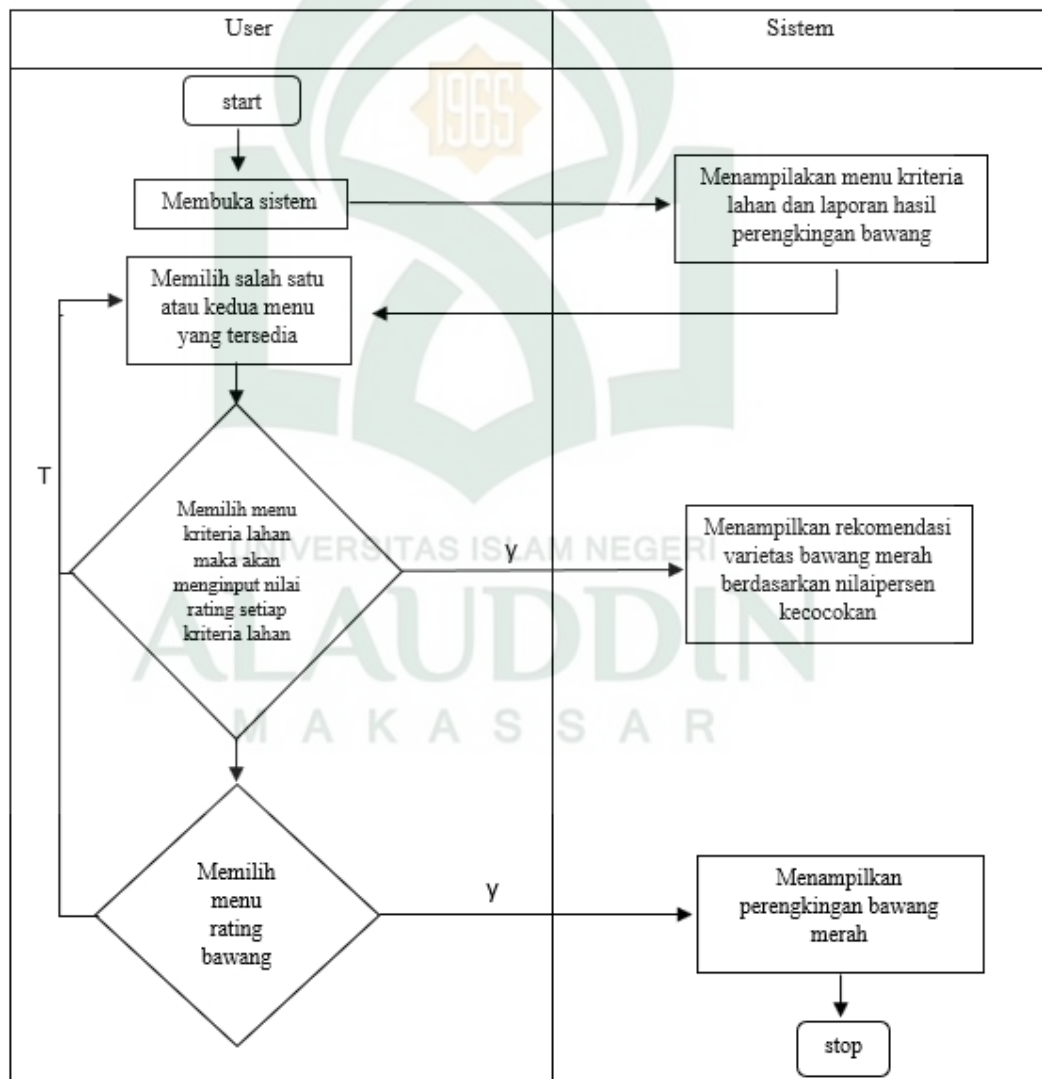 User
Sistem
start
Membuka sistem
Menampilakan menu kriteria
lahan dan laporan hasil
perengkingan bawang
Memilih salah satu
atau kedua menu
yang tersedia
T
Memilih menu
kriteria lahan
maka akan
menginput nilai
rating setiap
kriteria lahan
y
Menampilkan rekomendasi
varietas bawang merah
berdasarkan nilaipersen
kecocokan
Memilih
menu
rating
bawang
y
Menampilkan
perengkingan bawang
merah
stop
1965
UNIVERSITAS ISLAM NEGERI
ALAUDDIN
MAKASSAR